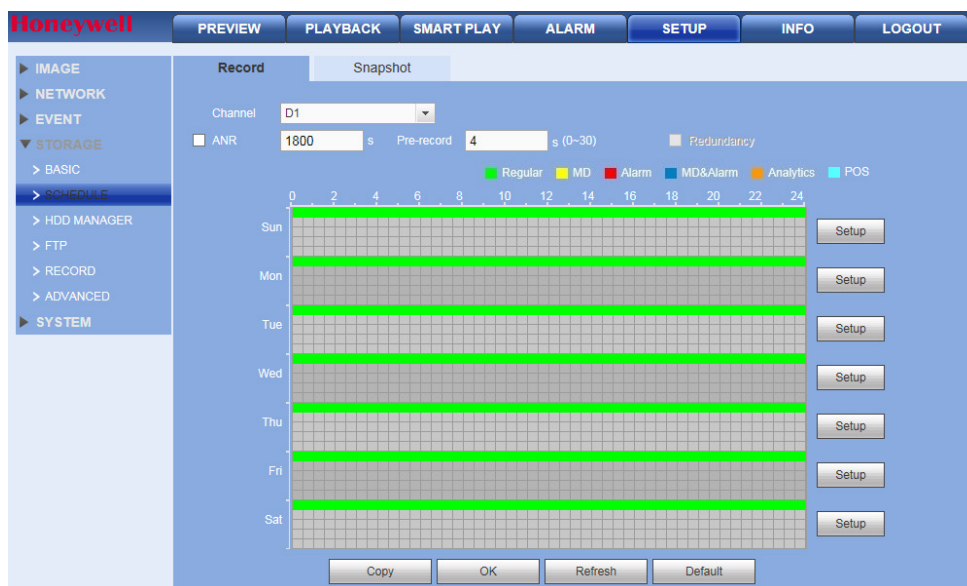 Honeywell
PREVIEW PLAYBACK SMART PLAY ALARM SETUP INFO LOGOUT
IMAGE
NETWORK
EVENT
STORAGE
> BASIC
> SCHEDULE
> HDD MANAGER
> FTP
> RECORD
> ADVANCED
SYSTEM
Record Snapshot
Channel D1
ANR 1800 s Pre-record 4 s (0~30) Redundancy
Regular MD Alarm MD&Alarm Analytics POS
0 2 4 6 8 10 12 14 16 18 20 22 24
Sun Setup
Mon Setup
Tue Setup
Wed Setup
Thu Setup
Fri Setup
Sat Setup
Copy OK Refresh Default